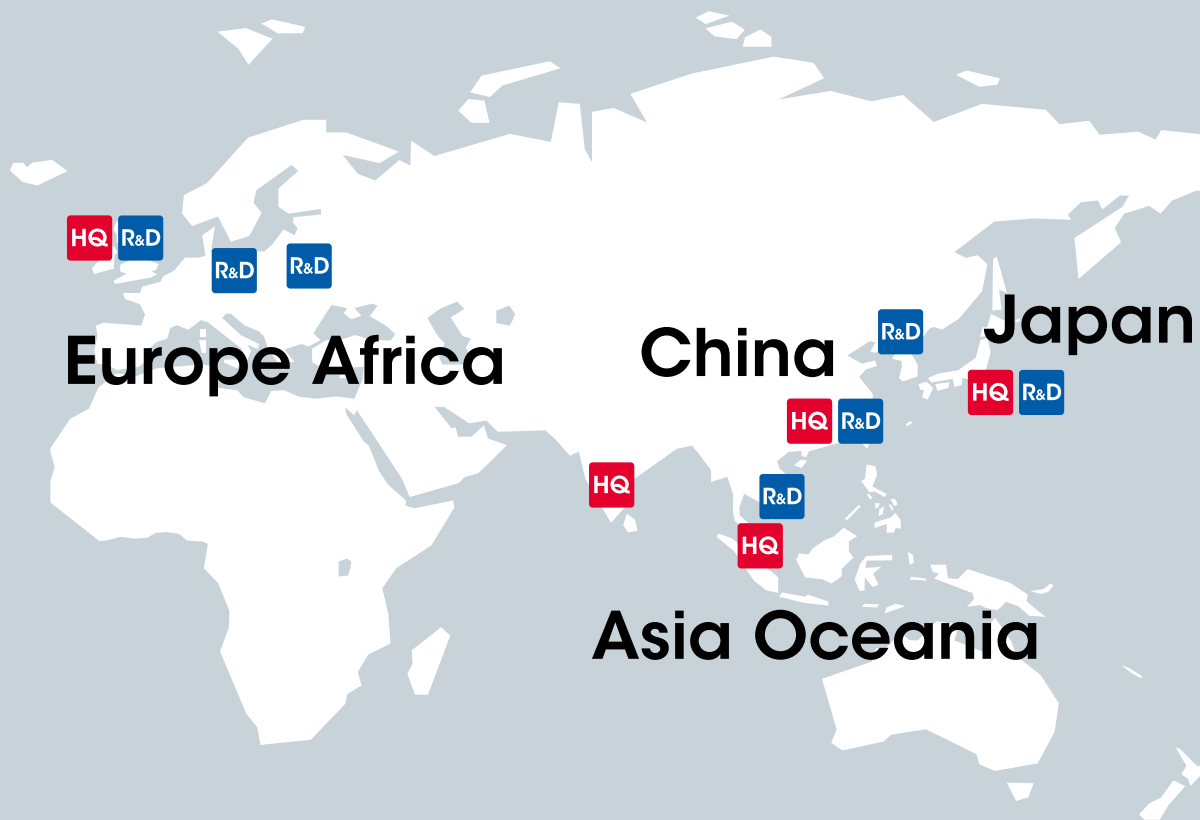 HQ R&D
R&D
R&D
Europe Africa
China
R&D
Japan
HQ R&D
HQ R&D
HQ
R&D
HQ
Asia Oceania